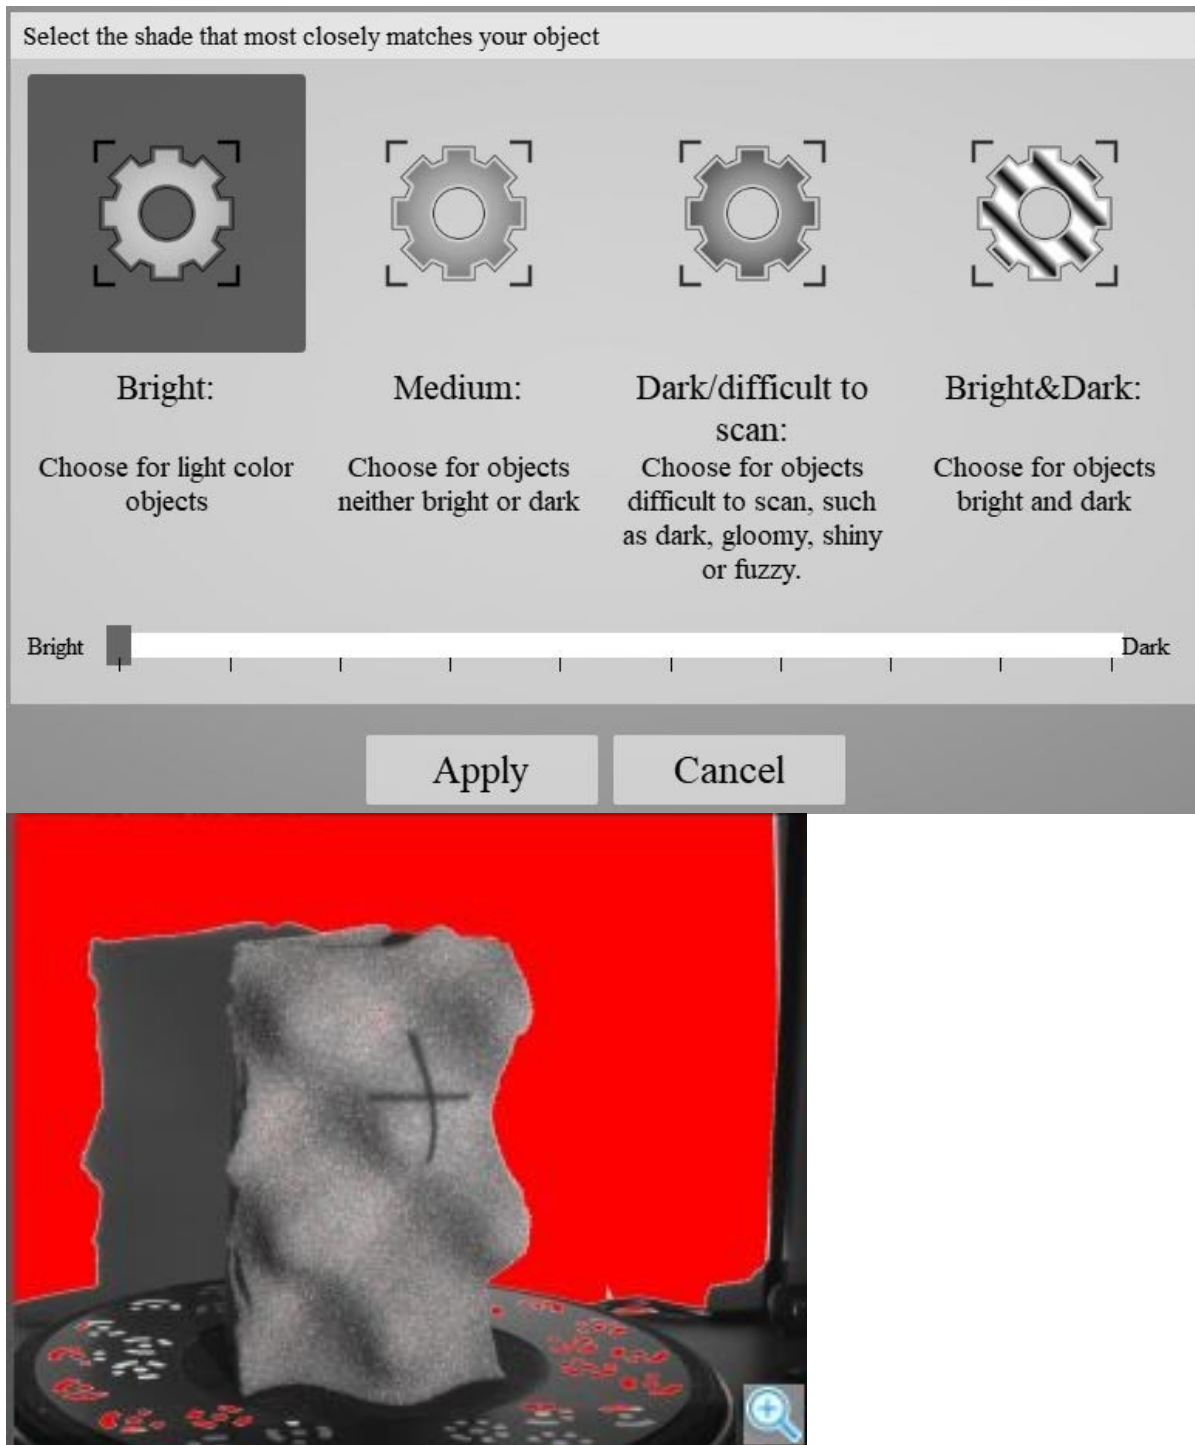 Select the shade that most closely matches your object
Bright:
Choose for light color
objects
Medium:
Choose for objects
neither bright or dark
Dark/difficult to
scan:
Choose for objects
difficult to scan, such
as dark, gloomy, shiny
or fuzzy.
Bright&Dark:
Choose for objects
bright and dark
Bright
Dark
Apply
Cancel